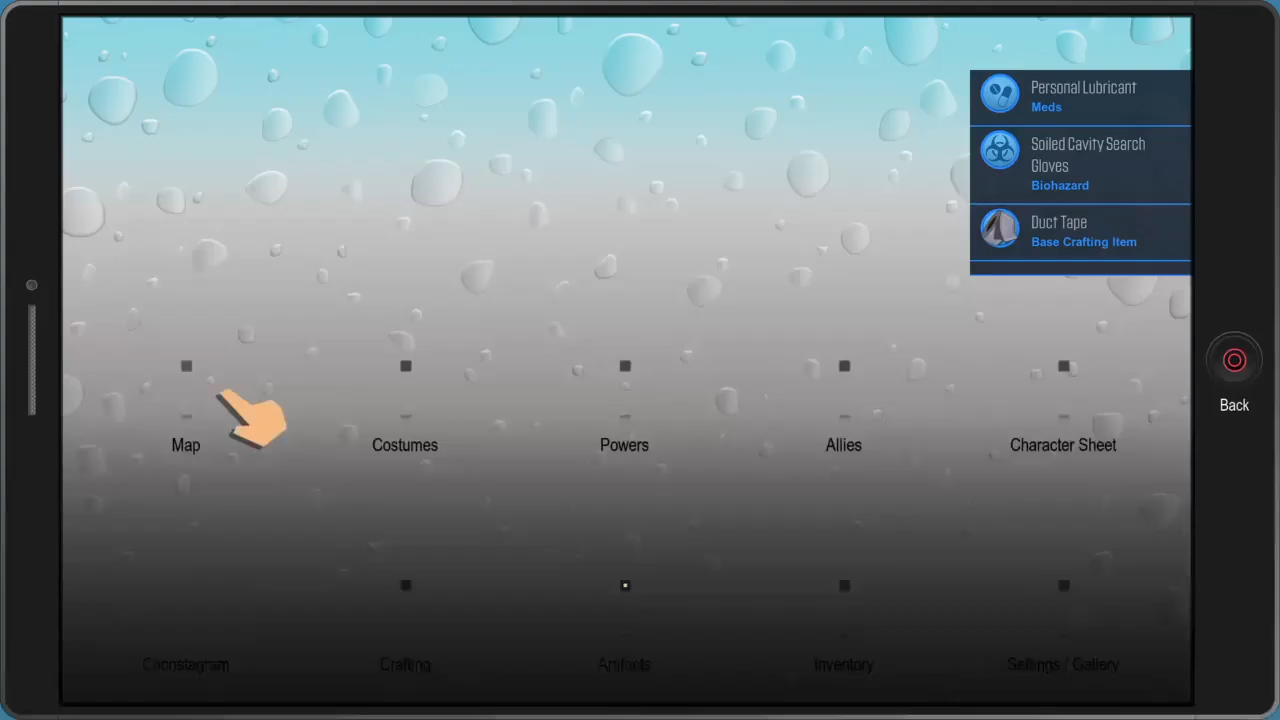 Personal Lubricant
Meds
Soiled Cavity Search
Gloves
Biohazard
Duct Tape
Base Crafting Item
Back
Map
Costumes
Powers
Allies
Character Sheet
Coonstagram
Crafting
Artifacts
Inventory
Settings / Gallery